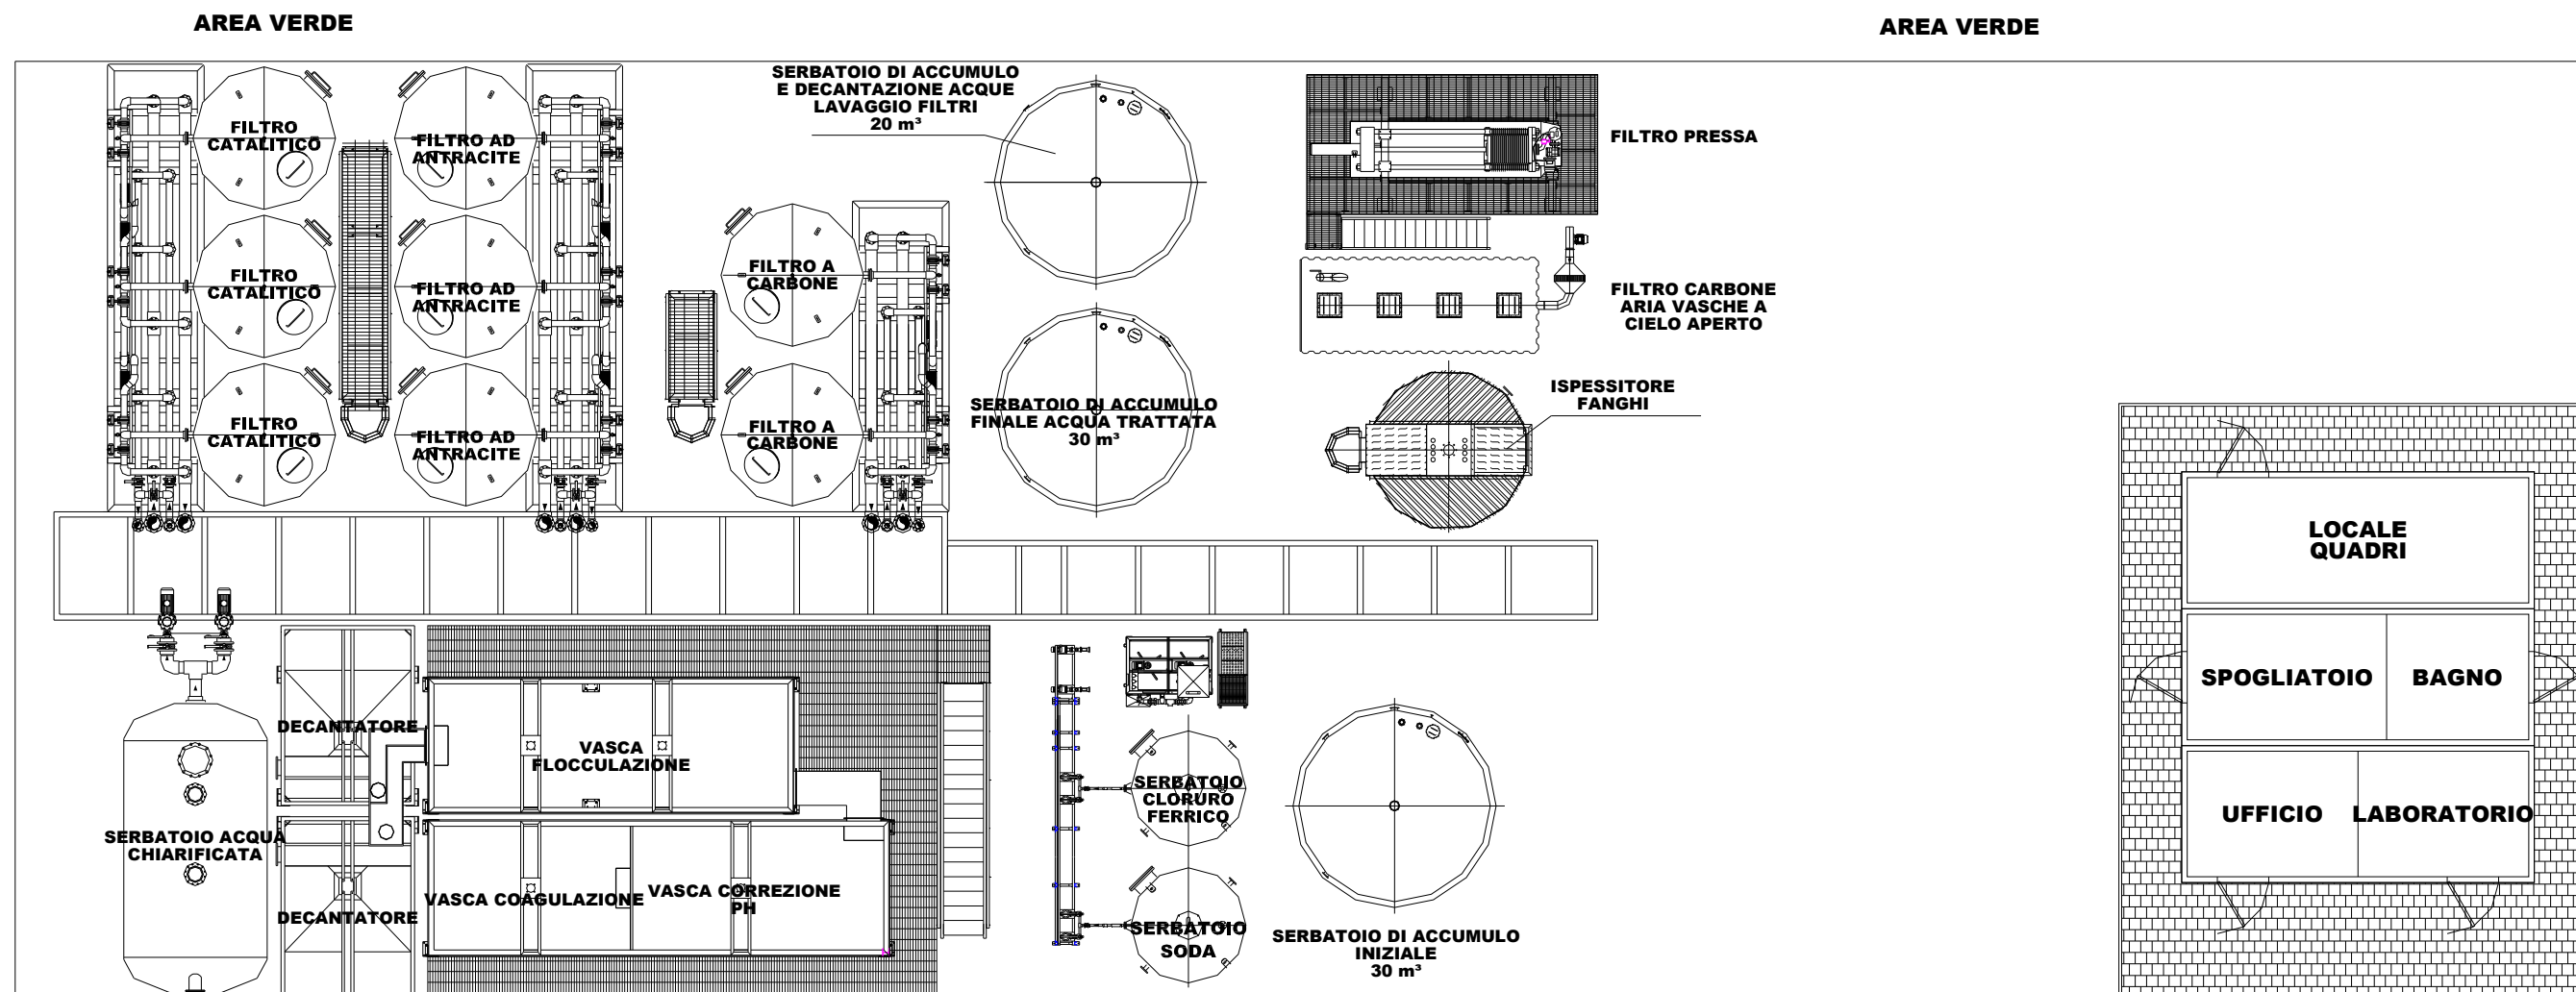 AREA VERDE
AREA VERDE
SERBATOIO DI ACCUMULO
E DECANTAZIONE ACQUE
LAVAGGIO FILTRI
20 m³
FILTRO
CATALITICO
FILTRO AD
ANTRACITE
FILTRO PRESSA
FILTRO
CATALITICO
FILTRO AD
ANTRACITE
FILTRO A
CARBONE
FILTRO CARBONE
ARIA VASCHE A
CIELO APERTO
FILTRO
CATALITICO
FILTRO AD
ANTRACITE
FILTRO A
CARBONE
SERBATOIO DI ACCUMULO
FINALE ACQUA TRATTATA
30 m³
ISPESSITORE
FANGHI
LOCALE
QUADRI
SPOGLIATOIO
BAGNO
UFFICIO
LABORATORIO
DECANTATORE
VASCA
FLOCCULAZIONE
SERBATOIO
CLORURO
FERRICO
SERBATOIO ACQUA
CHIARIFICATA
DECANTATORE
VASCA COAGULAZIONE
VASCA CORREZIONE
PH
SERBATOIO
SODA
SERBATOIO DI ACCUMULO
INIZIALE
30 m³